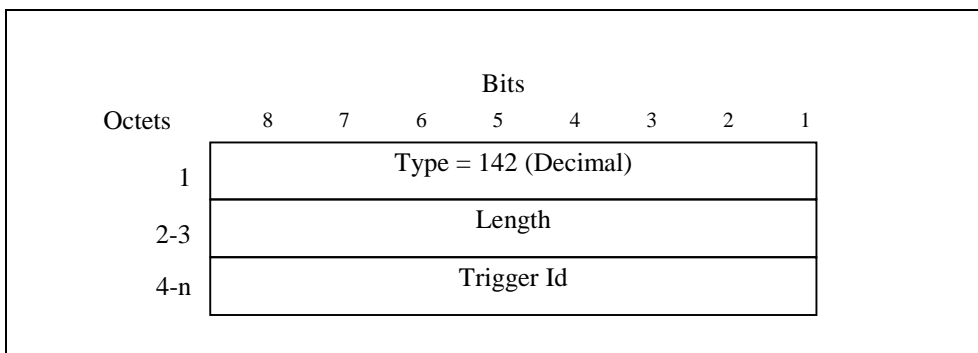 Bits
Octets 8 7 6 5 4 3 2 1
1 Type = 142 (Decimal)
2-3 Length
4-n Trigger Id